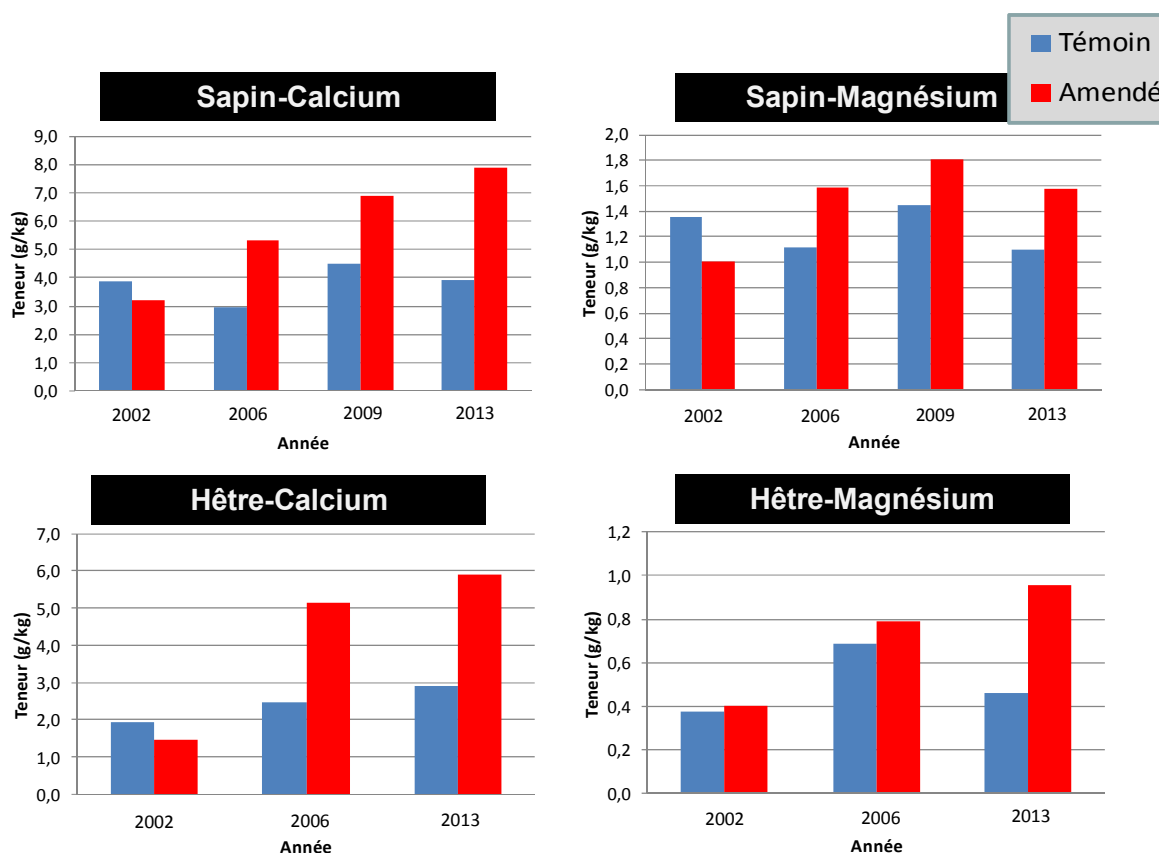 Témoin
Amendé
Sapin-Calcium
Teneur (g/kg)
9,0
8,0
7,0
6,0
5,0
4,0
3,0
2,0
1,0
0,0
2002 2006 2009 2013
Année
Sapin-Magnésium
Teneur (g/kg)
2,0
1,8
1,6
1,4
1,2
1,0
0,8
0,6
0,4
0,2
0,0
2002 2006 2009 2013
Année
Hêtre-Calcium
Teneur (g/kg)
7,0
6,0
5,0
4,0
3,0
2,0
1,0
0,0
2002 2006 2013
Année
Hêtre-Magnésium
Teneur (g/kg)
1,2
1,0
0,8
0,6
0,4
0,2
0,0
2002 2006 2013
Année